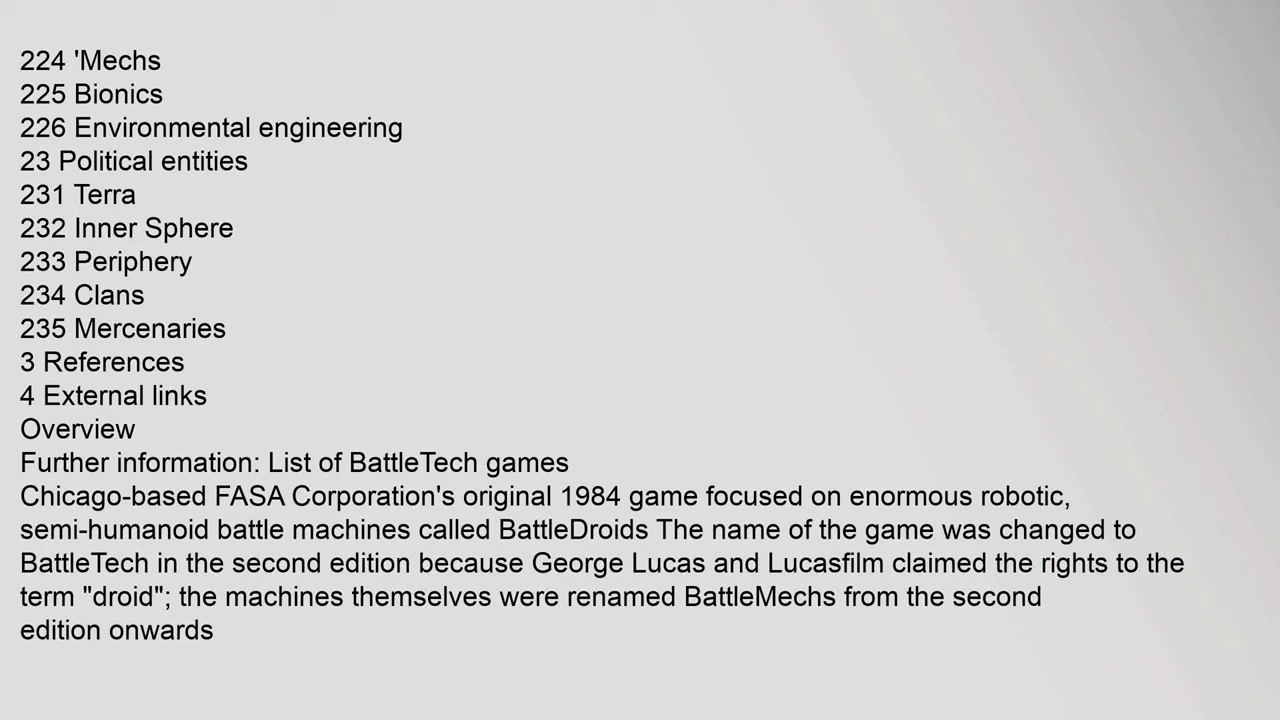 224 'Mechs
225 Bionics
226 Environmental engineering
23 Political entities
231 Terra
232 Inner Sphere
233 Periphery
234 Clans
235 Mercenaries
3 References
4 External links
Overview
Further information: List of BattleTech games
Chicago-based FASA Corporation's original 1984 game focused on enormous robotic,
semi-humanoid battle machines called BattleDroids The name of the game was changed to
BattleTech in the second edition because George Lucas and Lucasfilm claimed the rights to the
term "droid"; the machines themselves were renamed BattleMechs from the second
edition onwards